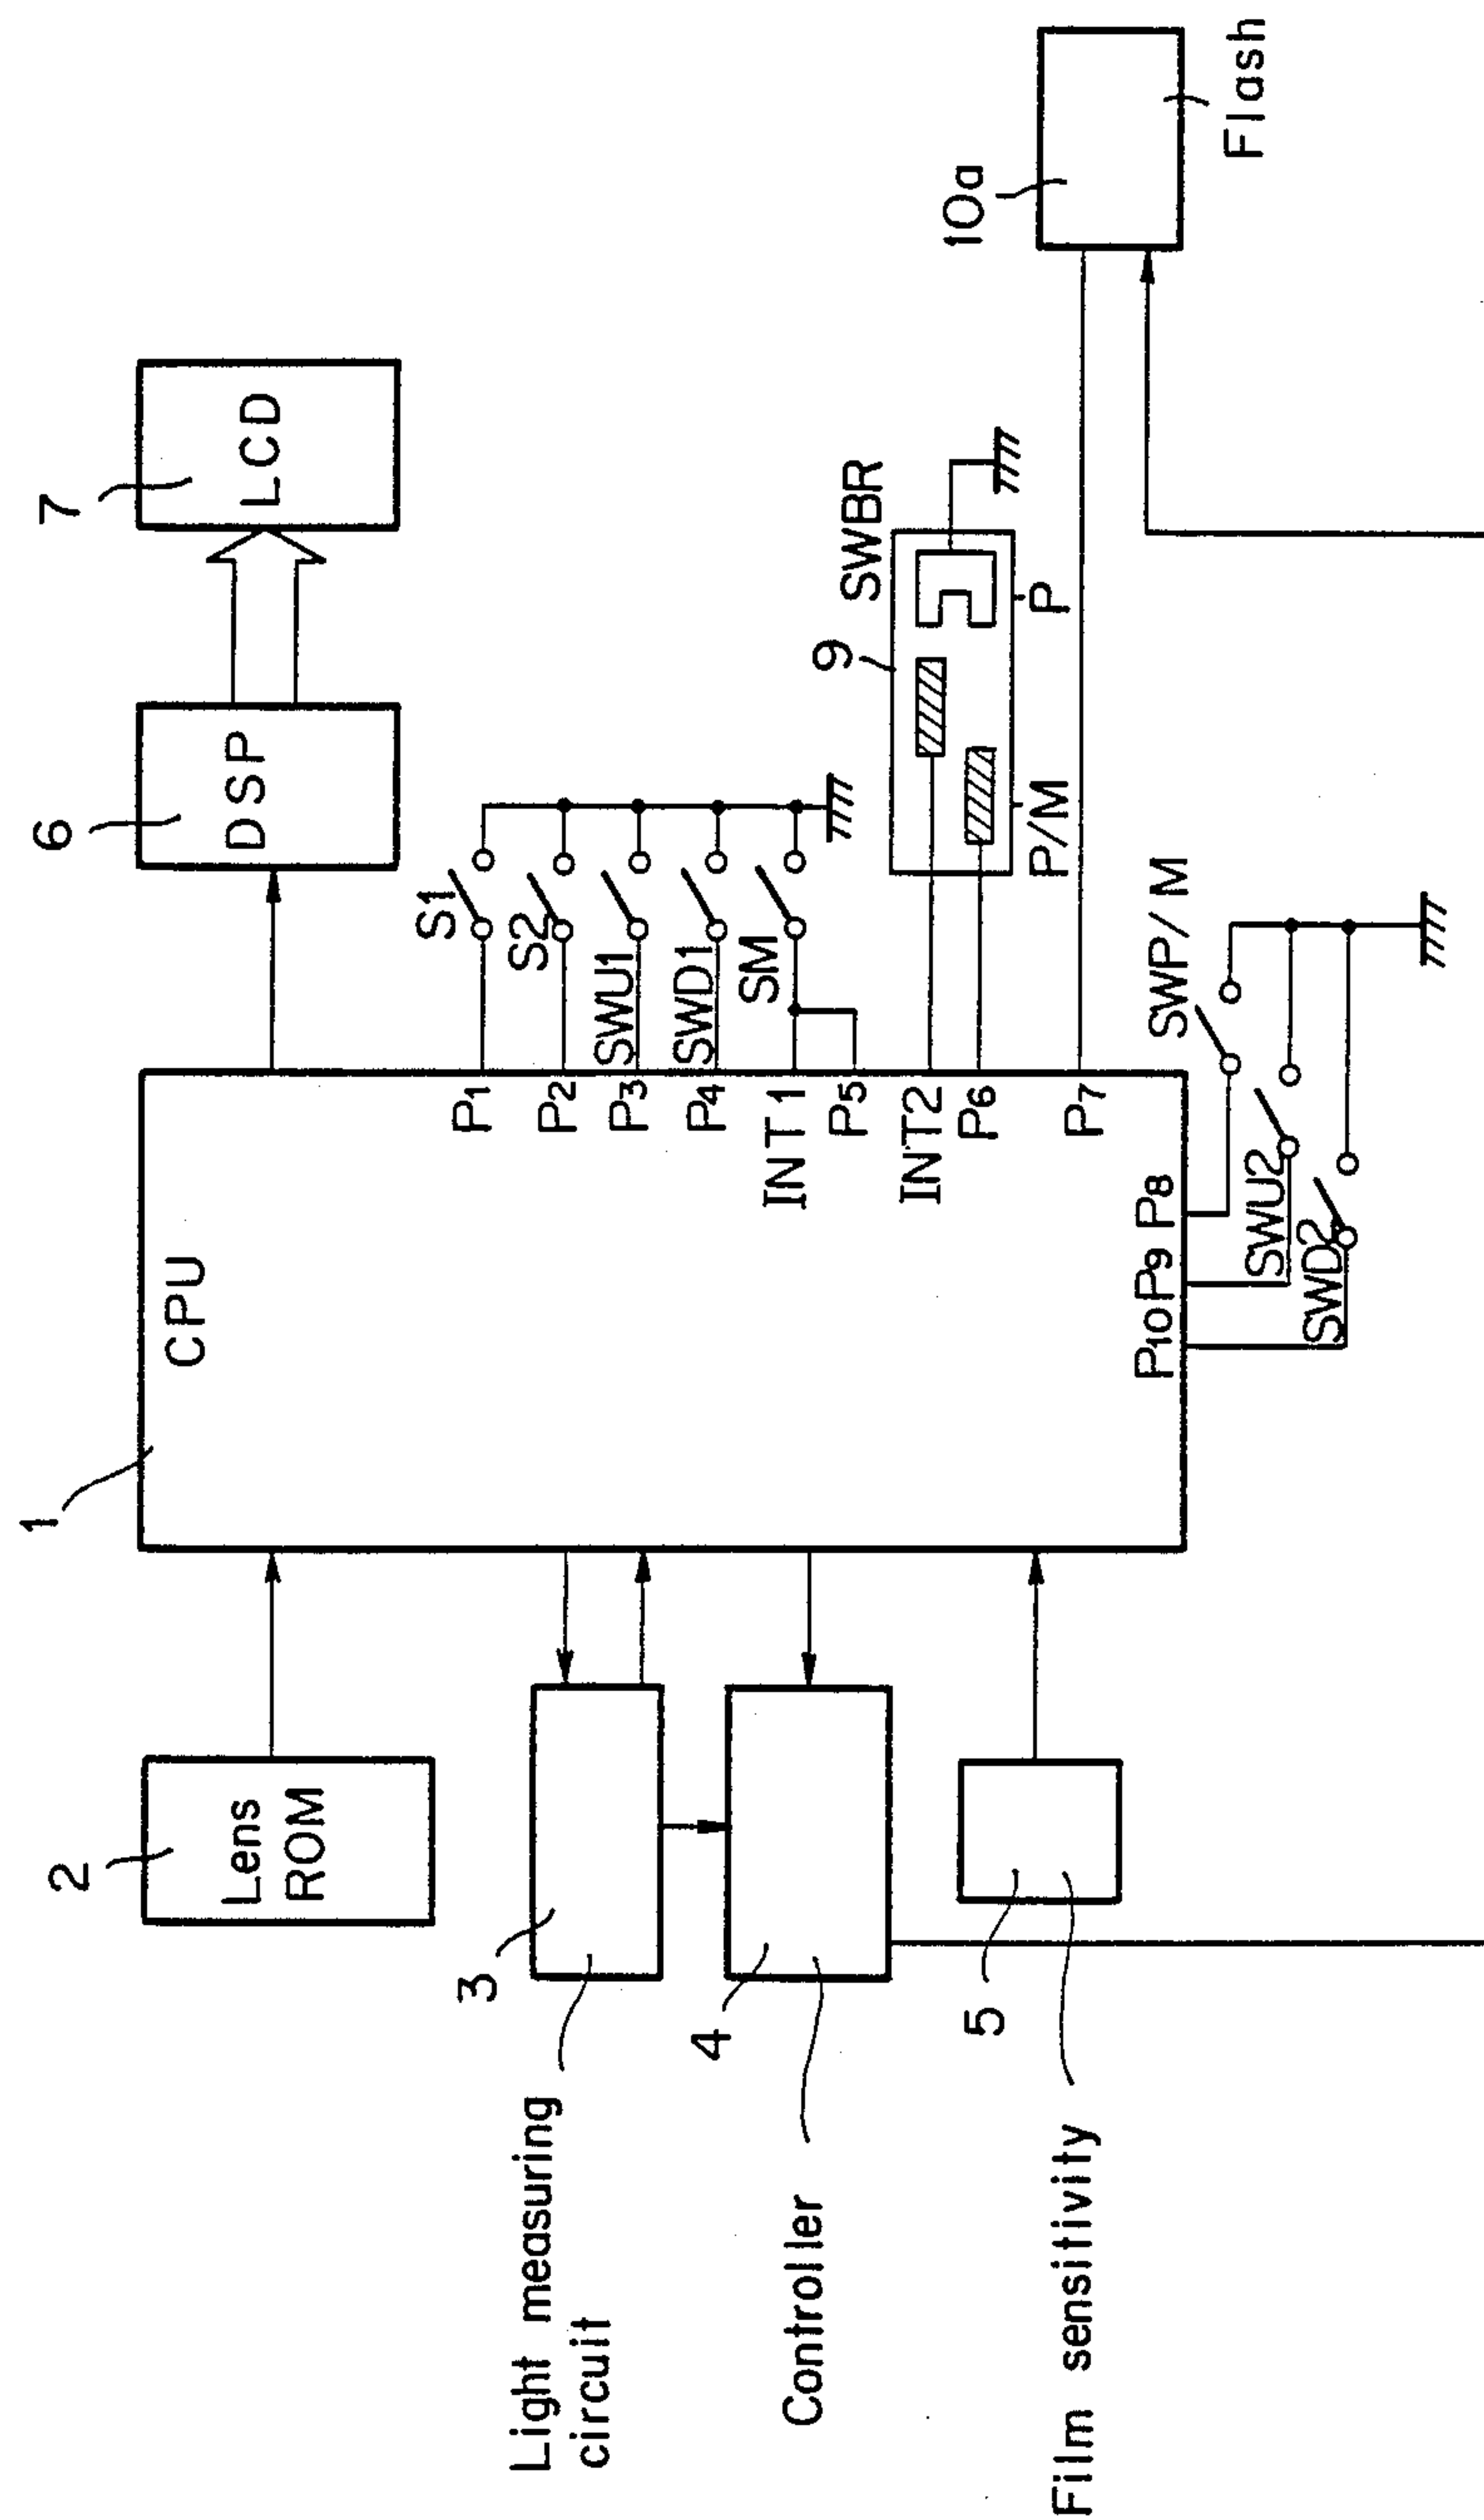 1
CPU
2
Lens
ROM
3
Light measuring
circuit
4
Controller
5
Film sensitivity
6
DSP
7
LCD
S1
S2
SWU1
SWD1
SM
P1
P2
P3
P4
INT1
P5
INT2
P6
P7
P10 P9 P8
9
SWBR
P/M
P
SWP/M
SWU2
SWD2
10a
Flash